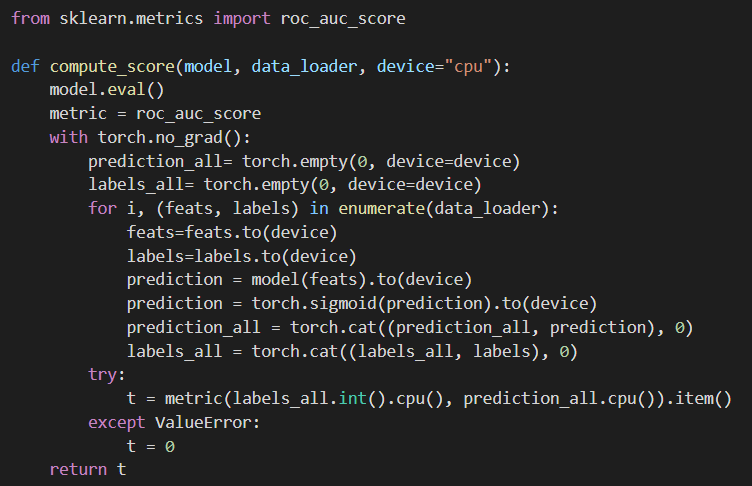 from sklearn.metrics import roc_auc_score

def compute_score(model, data_loader, device="cpu"):
    model.eval()
    metric = roc_auc_score
    with torch.no_grad():
        prediction_all= torch.empty(0, device=device)
        labels_all= torch.empty(0, device=device)
        for i, (feats, labels) in enumerate(data_loader):
            feats=feats.to(device)
            labels=labels.to(device)
            prediction = model(feats).to(device)
            prediction = torch.sigmoid(prediction).to(device)
            prediction_all = torch.cat((prediction_all, prediction), 0)
            labels_all = torch.cat((labels_all, labels), 0)
        try:
            t = metric(labels_all.int().cpu(), prediction_all.cpu()).item()
        except ValueError:
            t = 0
    return t